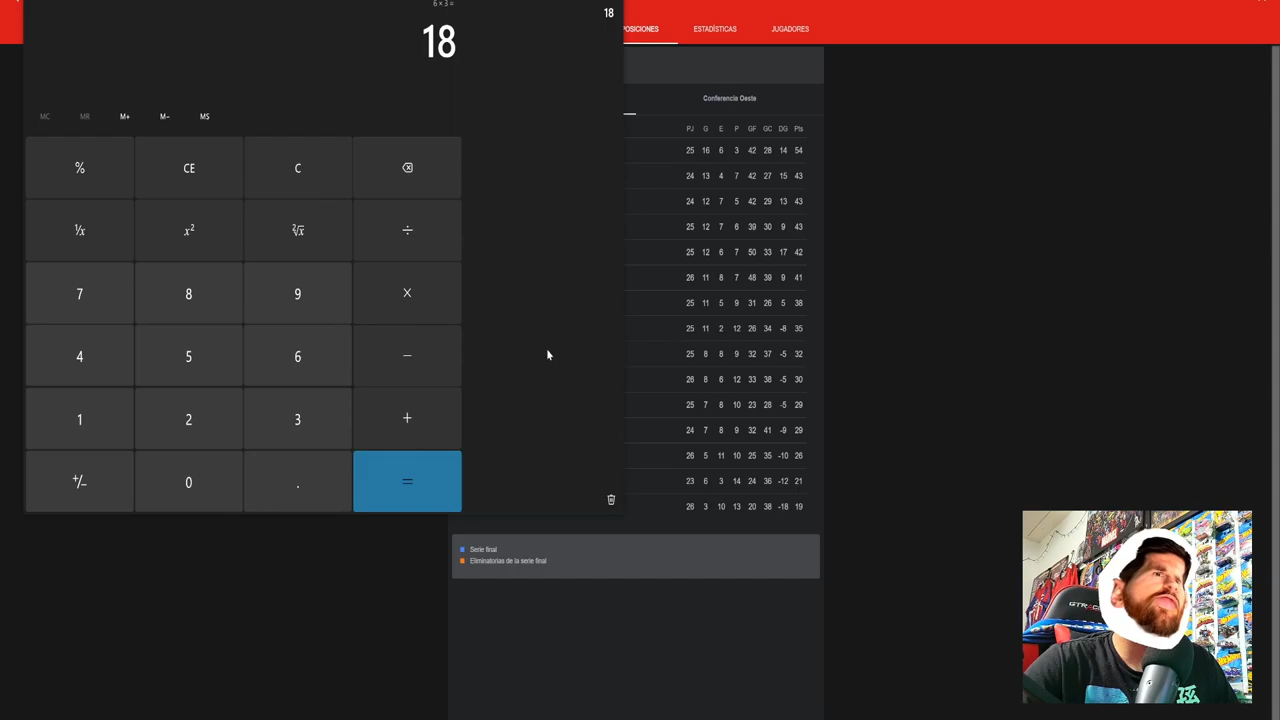 6 × 3 =
18
18
OSICIONES ESTADÍSTICAS JUGADORES
Conferencia Oeste
MC MR M+ M− MS
PJ G E P GF GC DG Pts
25 16 6 3 42 28 14 54
24 13 4 7 42 27 15 43
24 12 7 5 42 29 13 43
25 12 7 6 39 30 9 43
25 12 6 7 50 33 17 42
26 11 8 7 48 39 9 41
25 11 5 9 31 26 5 38
25 11 2 12 26 34 -8 35
25 8 8 9 32 37 -5 32
26 8 6 12 33 38 -5 30
25 7 8 10 23 28 -5 29
24 7 8 9 32 41 -9 29
26 5 11 10 25 35 -10 26
23 6 3 14 24 36 -12 21
26 3 10 13 20 38 -18 19
% CE C
1/x x² ²√x ÷
7 8 9 ×
4 5 6 −
1 2 3 +
+/− 0 . =
Serie final
Eliminatorias de la serie final
GTRACING